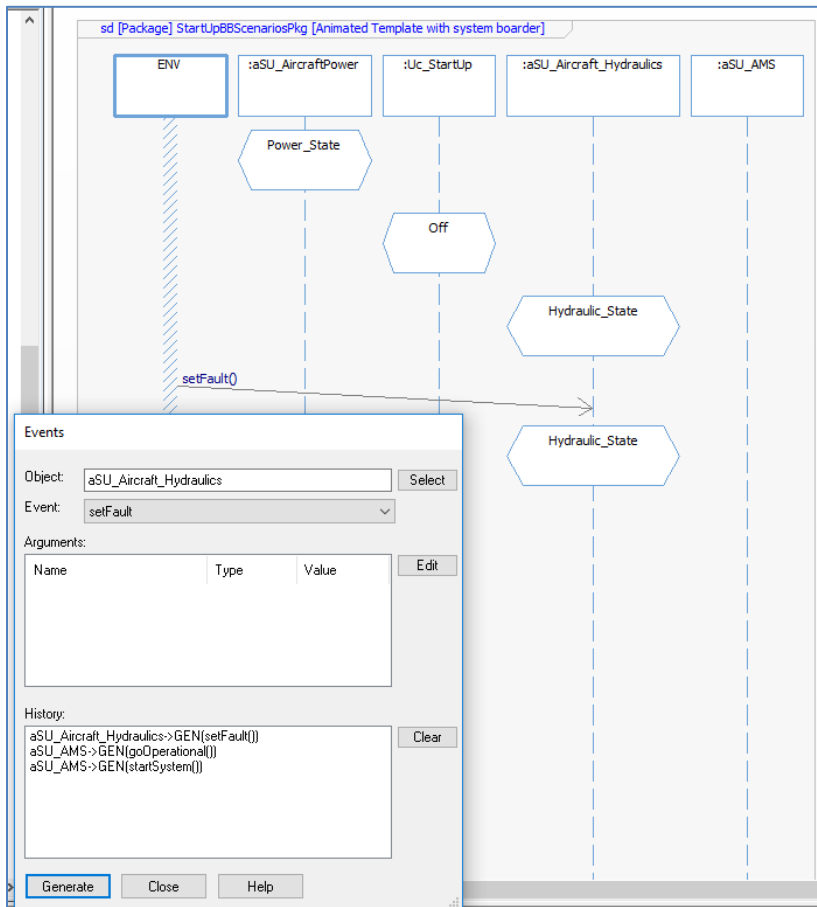 sd [Package] StartUpBBScenariosPkg [Animated Template with system boarder]
ENV :aSU_AircraftPower :Uc_StartUp :aSU_Aircraft_Hydraulics :aSU_AMS
Power_State
Off
Hydraulic_State
setFault()
Hydraulic_State
Events
Object: aSU_Aircraft_Hydraulics Select
Event: setFault
Arguments:
Name Type Value Edit
History:
aSU_Aircraft_Hydraulics->GEN(setFault()) Clear
aSU_AMS->GEN(goOperational())
aSU_AMS->GEN(startSystem())
Generate Close Help